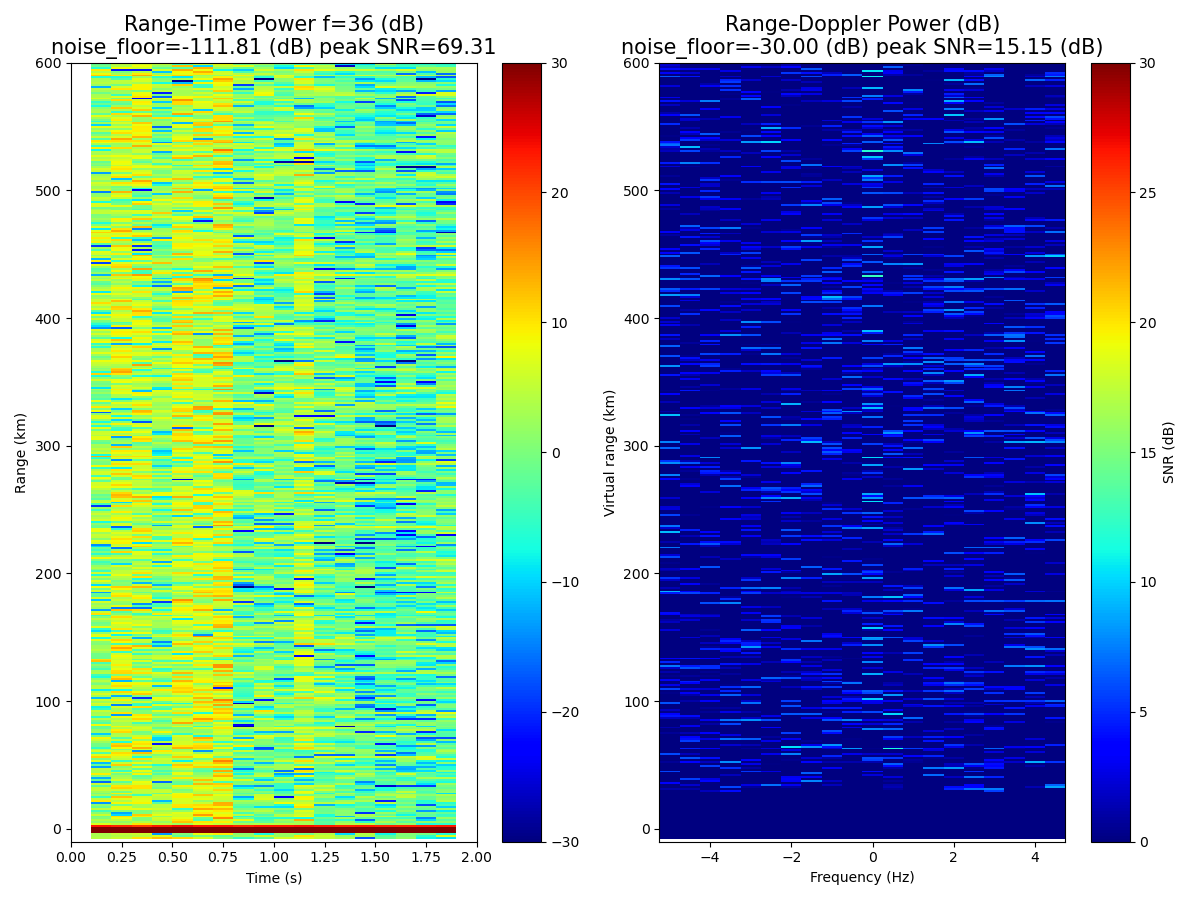 Range-Time Power f=36 (dB)
noise_floor=-111.81 (dB) peak SNR=69.31
600
500
400
300
200
100
0
Range (km)
0.00 0.25 0.50 0.75 1.00 1.25 1.50 1.75 2.00
Time (s)
30
20
10
0
−10
−20
−30
Range-Doppler Power (dB)
noise_floor=-30.00 (dB) peak SNR=15.15 (dB)
600
500
400
300
200
100
0
Virtual range (km)
−4 −2 0 2 4
Frequency (Hz)
30
25
20
15
10
5
0
SNR (dB)